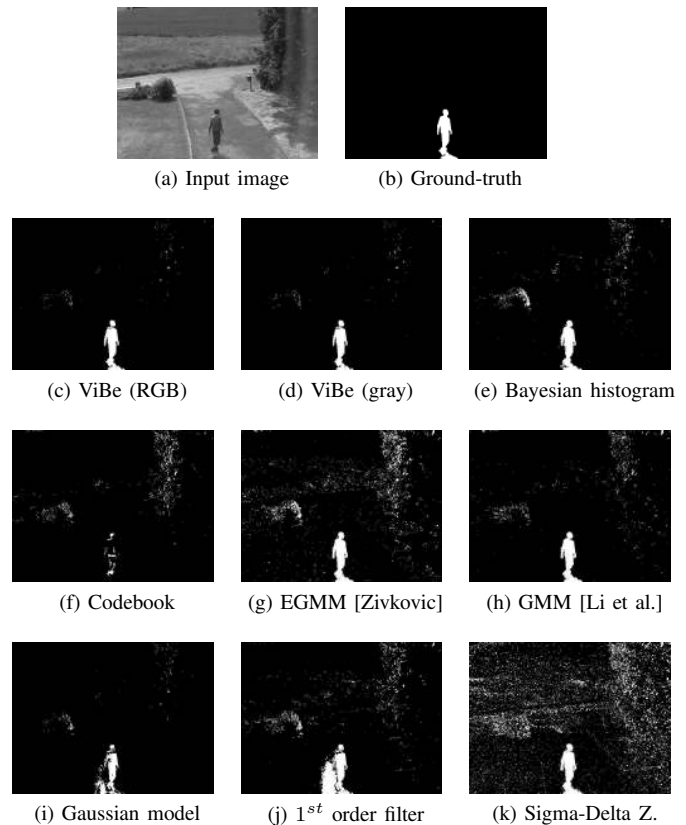 (a) Input image
(b) Ground-truth
(c) ViBe (RGB)
(d) ViBe (gray)
(e) Bayesian histogram
(f) Codebook
(g) EGMM [Zivkovic]
(h) GMM [Li et al.]
(i) Gaussian model
(j) 1st order filter
(k) Sigma-Delta Z.